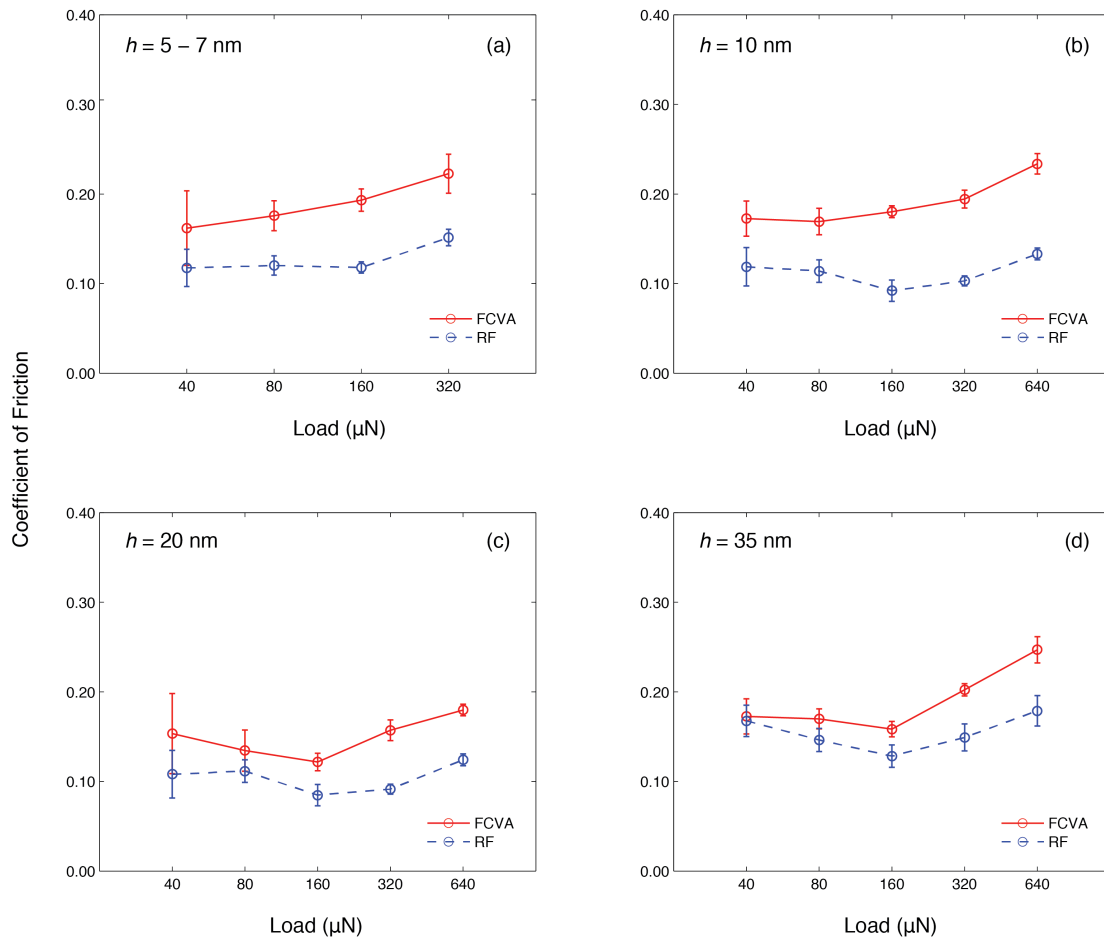 Coefficient of Friction
h = 5 – 7 nm
(a)
0.40
0.30
0.20
0.10
0.00
FCVA
RF
40 80 160 320
Load (µN)
h = 10 nm
(b)
0.40
0.30
0.20
0.10
0.00
FCVA
RF
40 80 160 320 640
Load (µN)
h = 20 nm
(c)
0.40
0.30
0.20
0.10
0.00
FCVA
RF
40 80 160 320 640
Load (µN)
h = 35 nm
(d)
0.40
0.30
0.20
0.10
0.00
FCVA
RF
40 80 160 320 640
Load (µN)